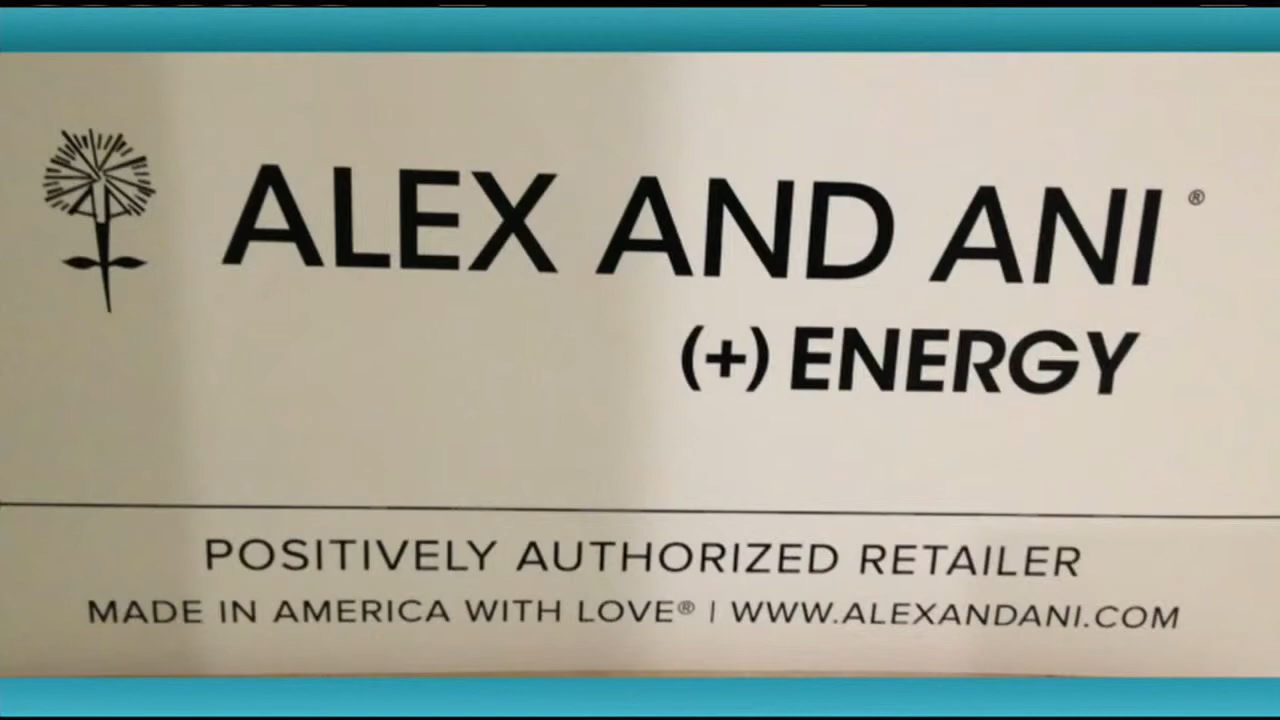 ALEX AND ANI®
(+) ENERGY
POSITIVELY AUTHORIZED RETAILER
MADE IN AMERICA WITH LOVE® | WWW.ALEXANDANI.COM